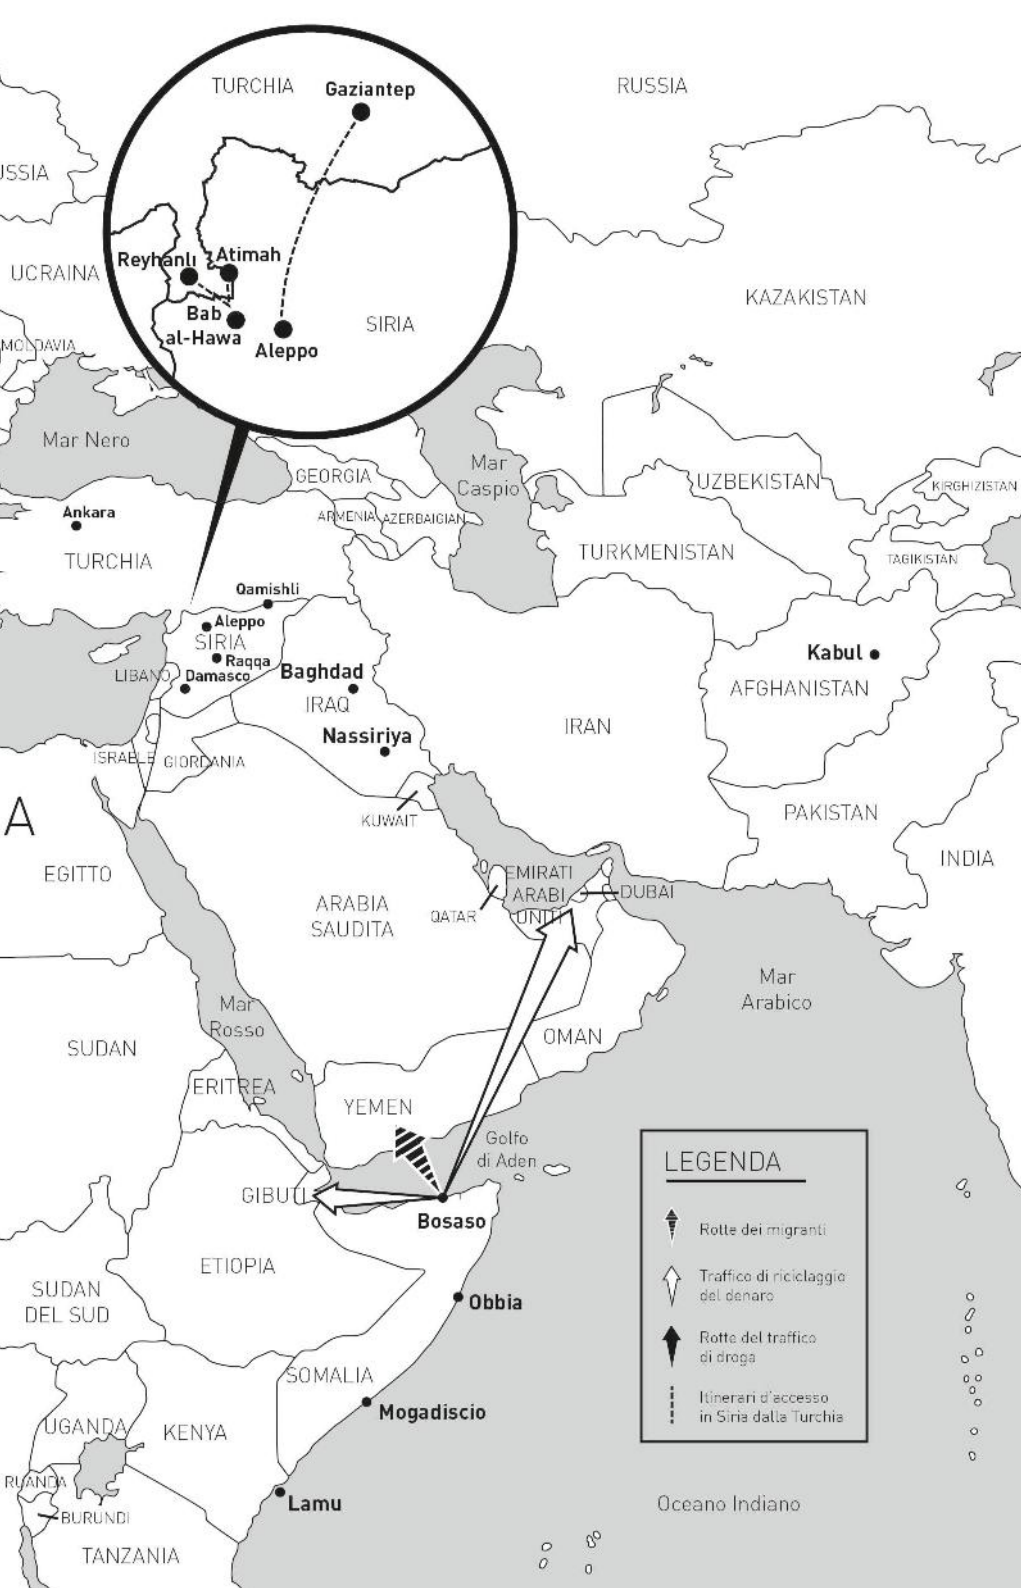 TURCHIA
Gaziantep
RUSSIA
USSIA
Reyhanlı
Atimah
UCRAINA
Bab
al-Hawa
Aleppo
SIRIA
KAZAKISTAN
MOLDAVIA
Mar Nero
GEORGIA
Mar
Caspio
UZBEKISTAN
KIRGHIZISTAN
ARMENIA
AZERBAIGIAN
Ankara
TURCHIA
TURKMENISTAN
TAGIKISTAN
Qamishli
Aleppo
SIRIA
Raqqa
LIBANO
Damasco
Baghdad
IRAQ
Nassiriya
Kabul
AFGHANISTAN
IRAN
ISRAELE
GIORDANIA
KUWAIT
PAKISTAN
A
EGITTO
INDIA
ARABIA
SAUDITA
QATAR
EMIRATI
ARABI
UNITI
DUBAI
Mar
Arabico
Mar
Rosso
SUDAN
OMAN
ERITREA
YEMEN
Golfo
di Aden
GIBUTI
Bosaso
ETIOPIA
SUDAN
DEL SUD
Obbia
SOMALIA
Mogadiscio
UGANDA
KENYA
RUANDA
BURUNDI
Lamu
TANZANIA
Oceano Indiano
LEGENDA
Rotte dei migranti
Traffico di riciclaggio
del denaro
Rotte del traffico
di droga
Itinerari d'accesso
in Siria dalla Turchia